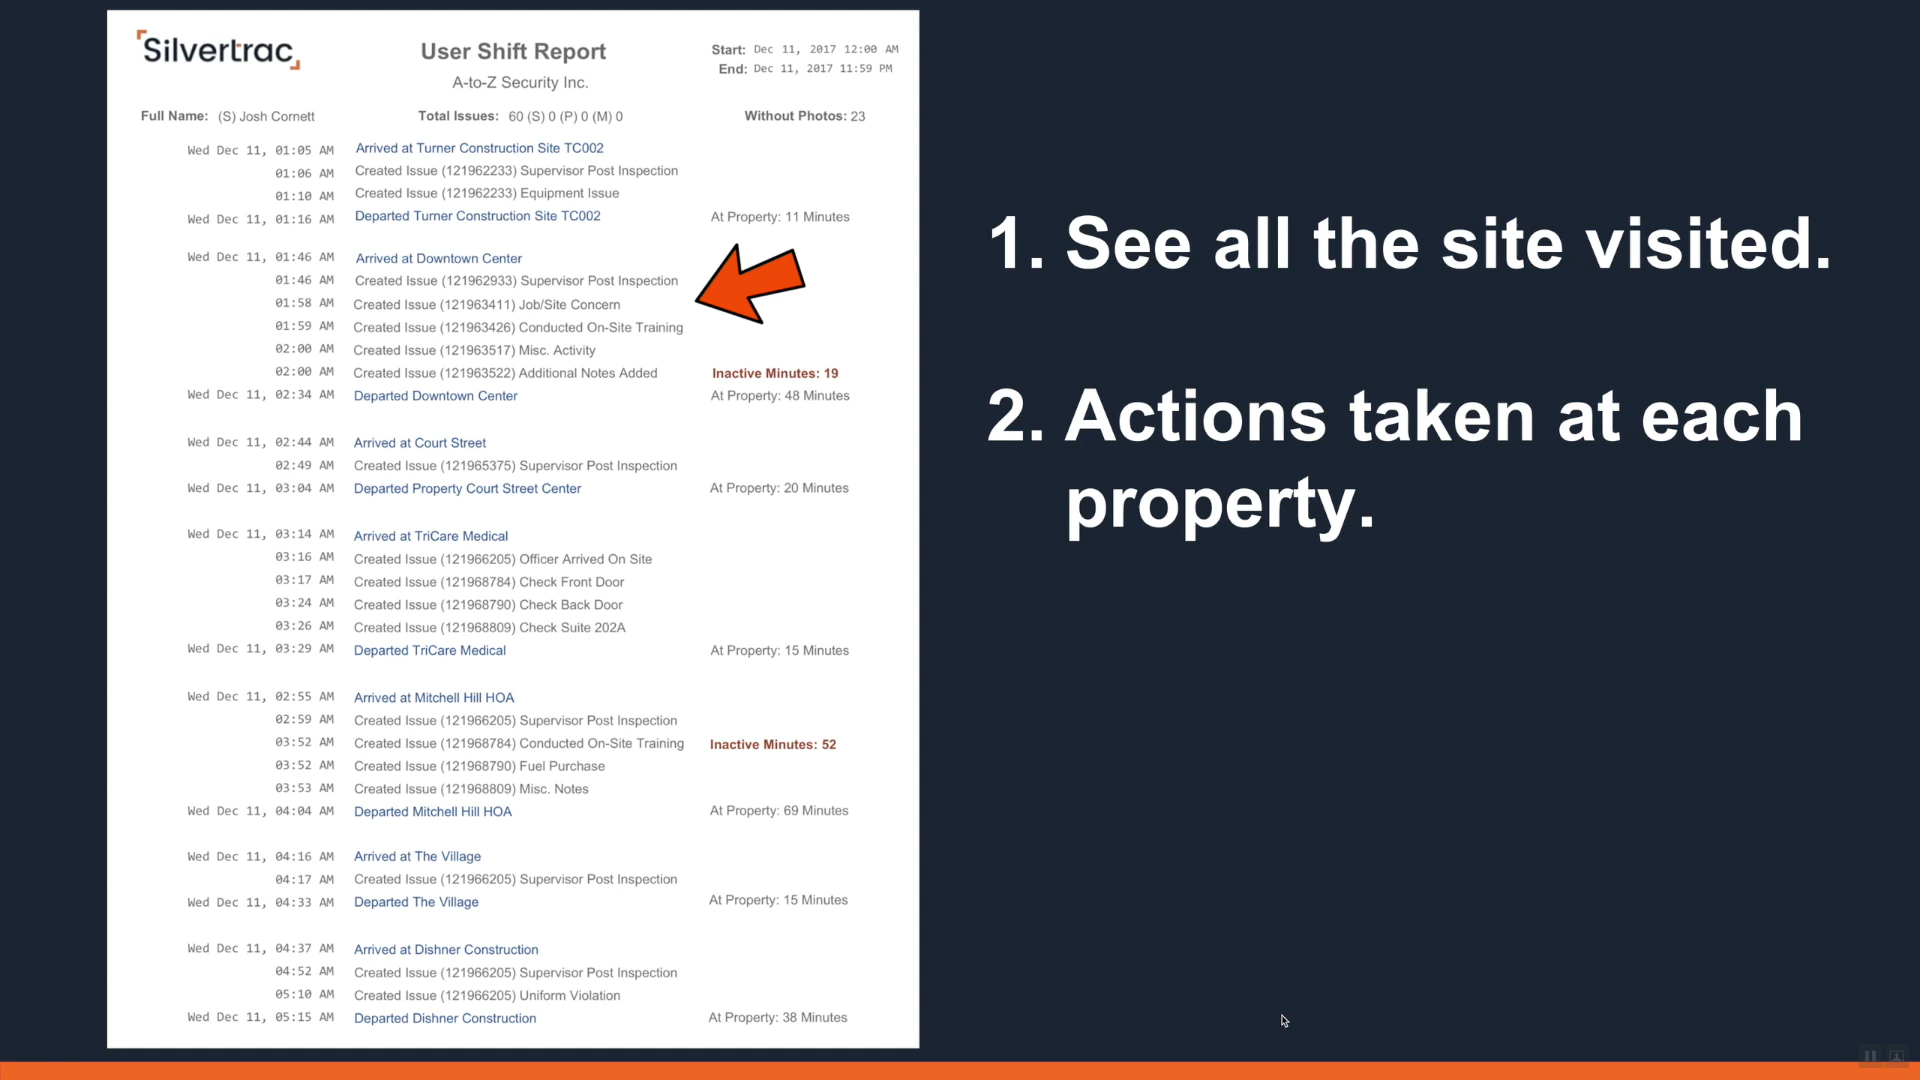 Silvertrac
User Shift Report
A-to-Z Security Inc.
Start: Dec 11, 2017 12:00 AM
End: Dec 11, 2017 11:59 PM
Full Name: (S) Josh Cornett
Total Issues: 60 (S) 0 (P) 0 (M) 0
Without Photos: 23
Wed Dec 11, 01:05 AM Arrived at Turner Construction Site TC002
01:06 AM Created Issue (121962233) Supervisor Post Inspection
01:10 AM Created Issue (121962233) Equipment Issue
Wed Dec 11, 01:16 AM Departed Turner Construction Site TC002 At Property: 11 Minutes
Wed Dec 11, 01:46 AM Arrived at Downtown Center
01:46 AM Created Issue (121962933) Supervisor Post Inspection
01:58 AM Created Issue (121963411) Job/Site Concern
01:59 AM Created Issue (121963426) Conducted On-Site Training
02:00 AM Created Issue (121963517) Misc. Activity
02:00 AM Created Issue (121963522) Additional Notes Added Inactive Minutes: 19
Wed Dec 11, 02:34 AM Departed Downtown Center At Property: 48 Minutes
Wed Dec 11, 02:44 AM Arrived at Court Street
02:49 AM Created Issue (121965375) Supervisor Post Inspection
Wed Dec 11, 03:04 AM Departed Property Court Street Center At Property: 20 Minutes
Wed Dec 11, 03:14 AM Arrived at TriCare Medical
03:16 AM Created Issue (121966205) Officer Arrived On Site
03:17 AM Created Issue (121968784) Check Front Door
03:24 AM Created Issue (121968790) Check Back Door
03:26 AM Created Issue (121968809) Check Suite 202A
Wed Dec 11, 03:29 AM Departed TriCare Medical At Property: 15 Minutes
Wed Dec 11, 02:55 AM Arrived at Mitchell Hill HOA
02:59 AM Created Issue (121966205) Supervisor Post Inspection
03:52 AM Created Issue (121968784) Conducted On-Site Training Inactive Minutes: 52
03:52 AM Created Issue (121968790) Fuel Purchase
03:53 AM Created Issue (121968809) Misc. Notes
Wed Dec 11, 04:04 AM Departed Mitchell Hill HOA At Property: 69 Minutes
Wed Dec 11, 04:16 AM Arrived at The Village
04:17 AM Created Issue (121966205) Supervisor Post Inspection
Wed Dec 11, 04:33 AM Departed The Village At Property: 15 Minutes
Wed Dec 11, 04:37 AM Arrived at Dishner Construction
04:52 AM Created Issue (121966205) Supervisor Post Inspection
05:10 AM Created Issue (121966205) Uniform Violation
Wed Dec 11, 05:15 AM Departed Dishner Construction At Property: 38 Minutes
1. See all the site visited.
2. Actions taken at each
property.